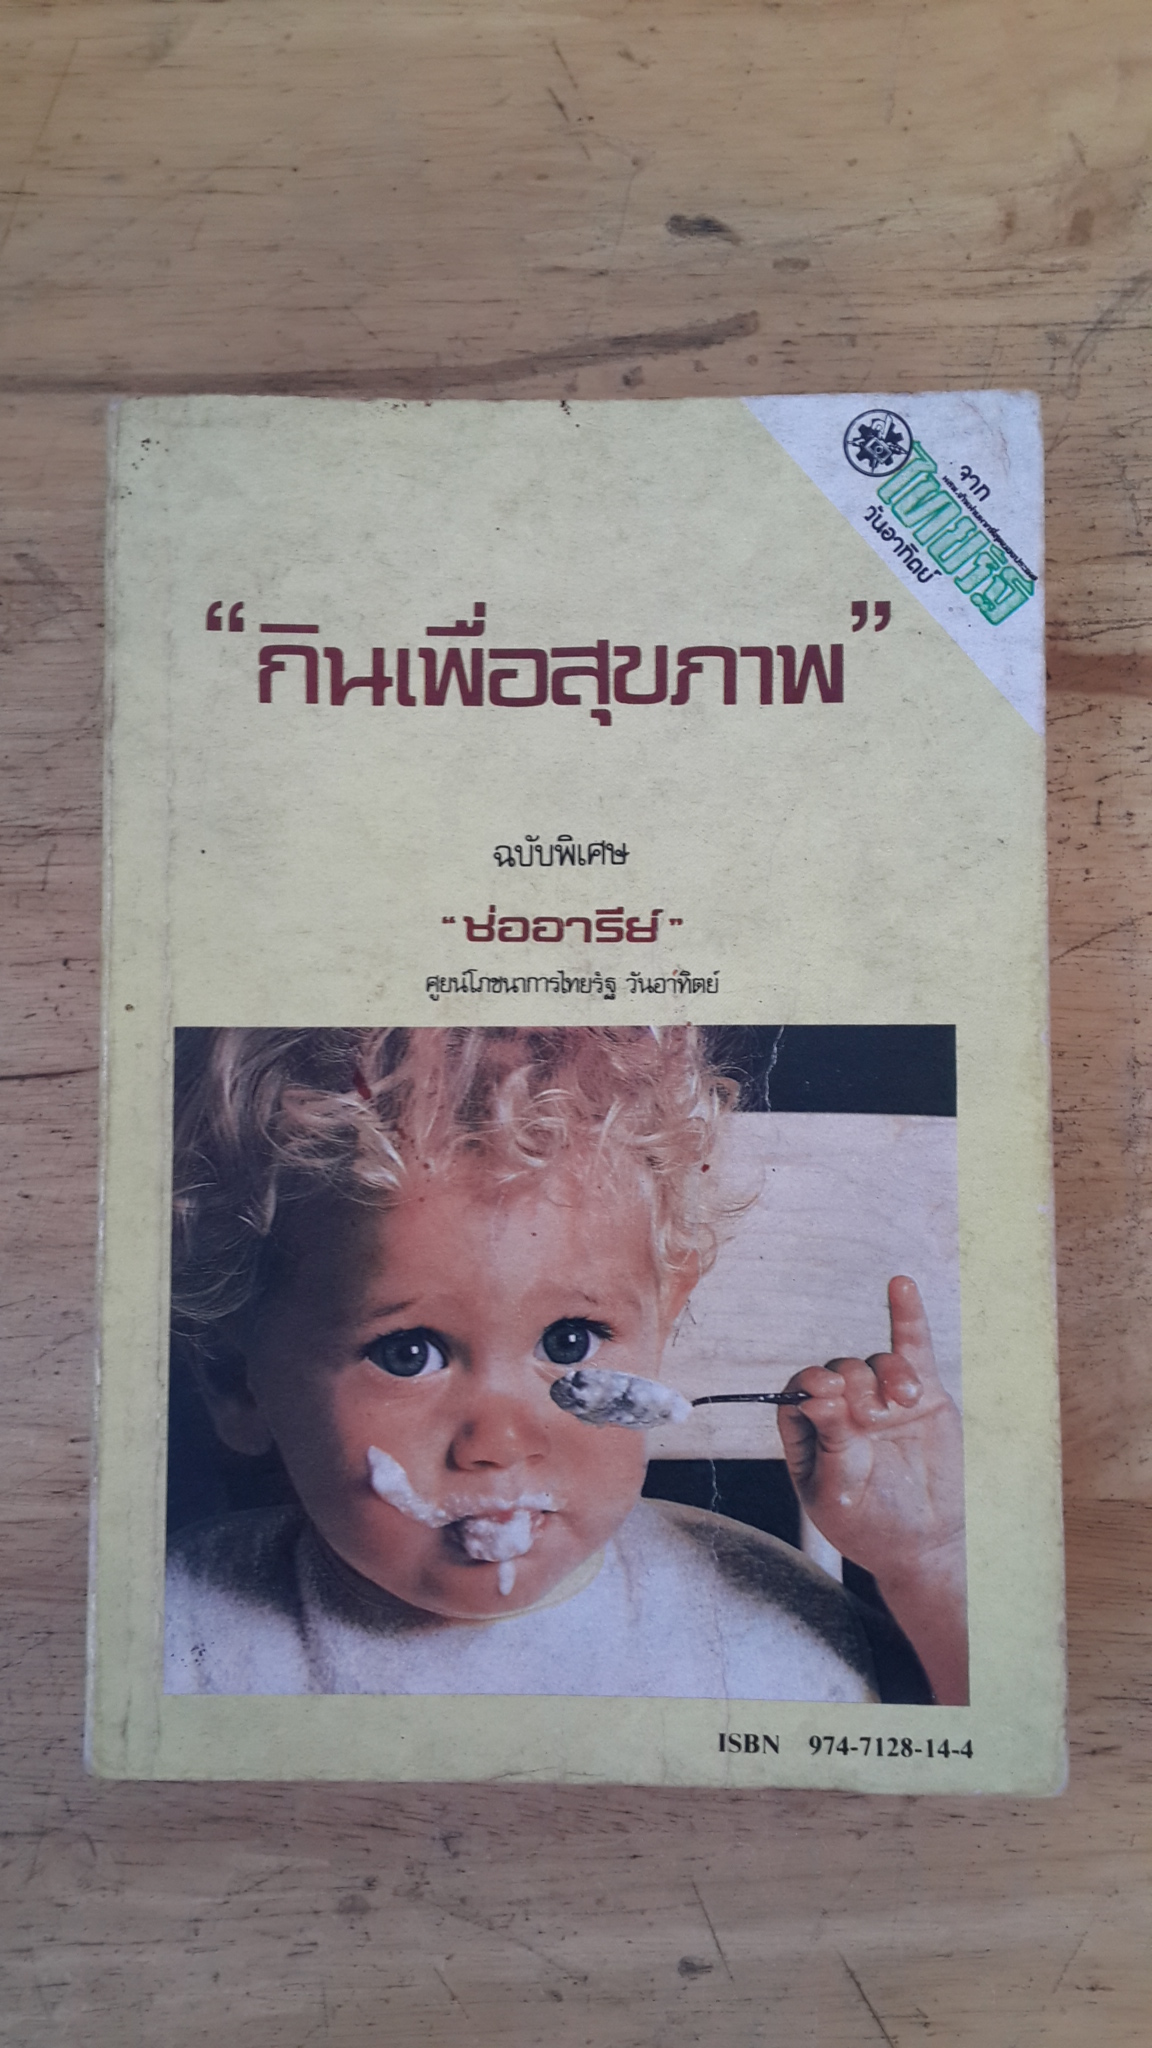 จาก
ไทยรัฐ
วันอาทิตย์
“กินเพื่อสุขภาพ”
ฉบับพิเศษ
“ช่ออารีย์”
ศูนย์โภชนาการไทยรัฐ วันอาทิตย์
ISBN 974-7128-14-4